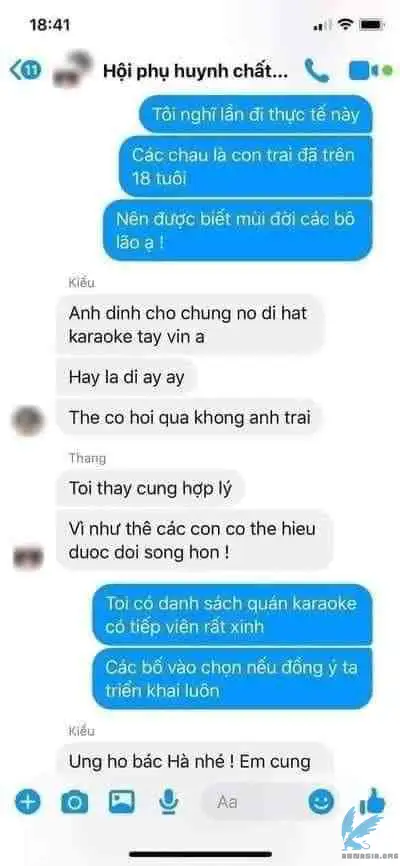 18:41
11
Hội phụ huynh chất...
Tôi nghĩ lần đi thực tế này
Các chau là con trai đã trên
18 tuôi
Nên được biết mùi đời các bô
lão ạ !
Kiều
Anh dinh cho chung no di hat
karaoke tay vin a
Hay la di ay ay
The co hoi qua khong anh trai
Thang
Toi thay cung hợp lý
Vì như thê các con co the hieu
duoc doi song hon !
Toi có danh sách quán karaoke
có tiếp viên rất xinh
Các bố vào chọn nếu đồng ý ta
triển khai luôn
Kiều
Ung ho bác Hà nhé ! Em cung
Aa